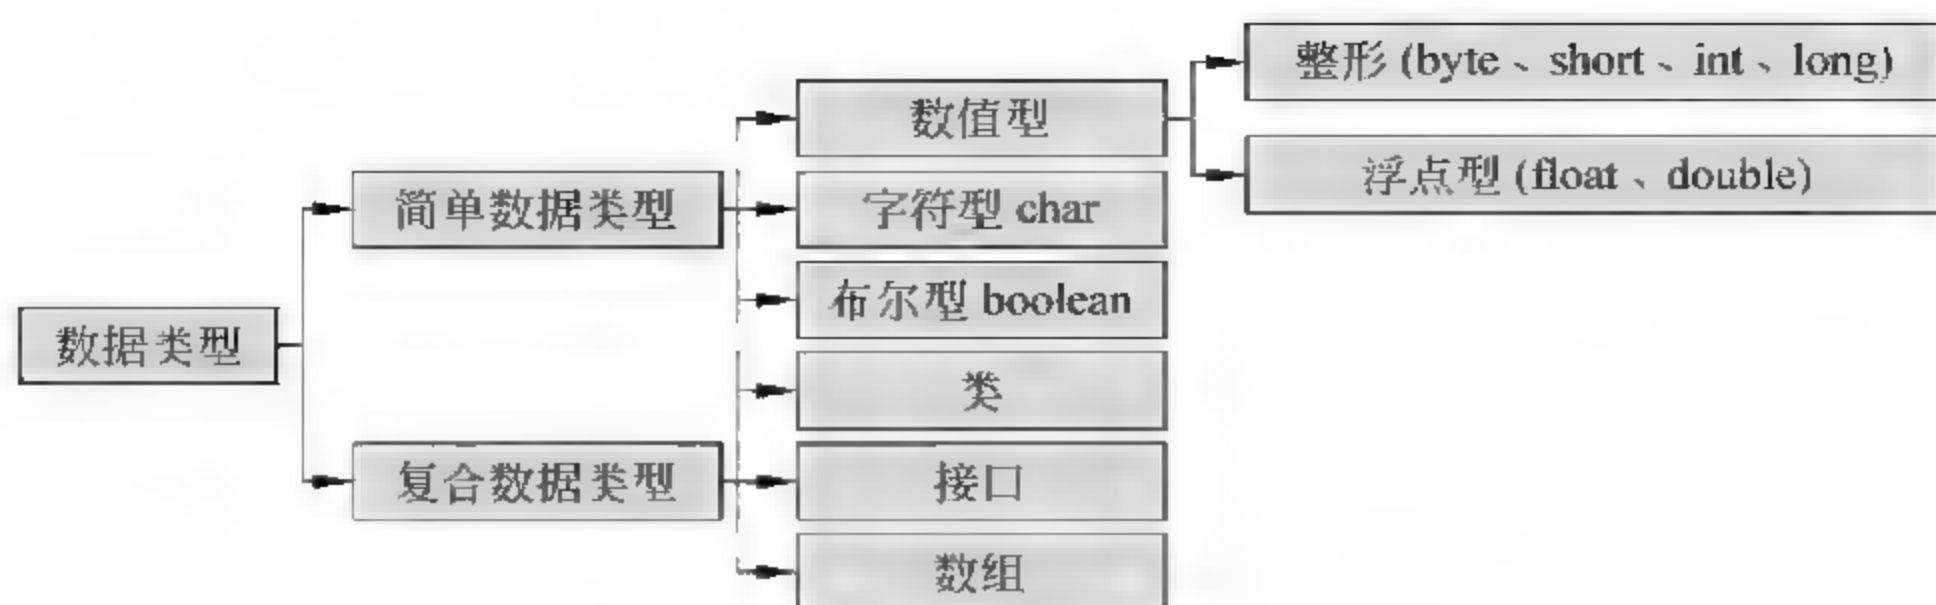 数据类型
简单数据类型
数值型
整形 (byte、short、int、long)
浮点型 (float、double)
字符型 char
布尔型 boolean
复合数据类型
类
接口
数组